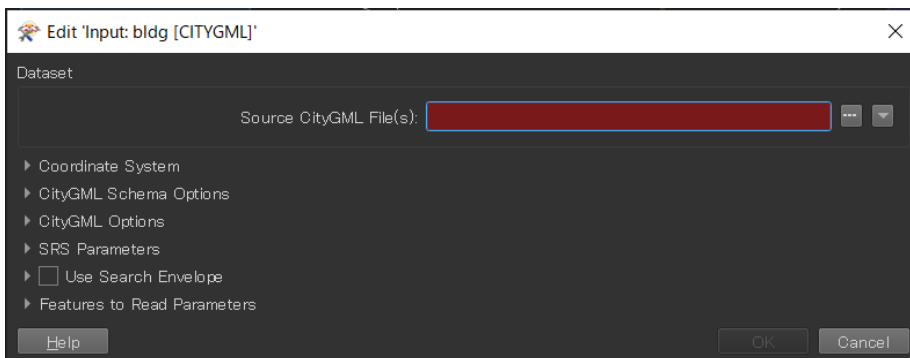 Edit 'Input: bldg [CITYGML]'
Dataset
Source CityGML File(s):
Coordinate System
CityGML Schema Options
CityGML Options
SRS Parameters
Use Search Envelope
Features to Read Parameters
Help
OK
Cancel